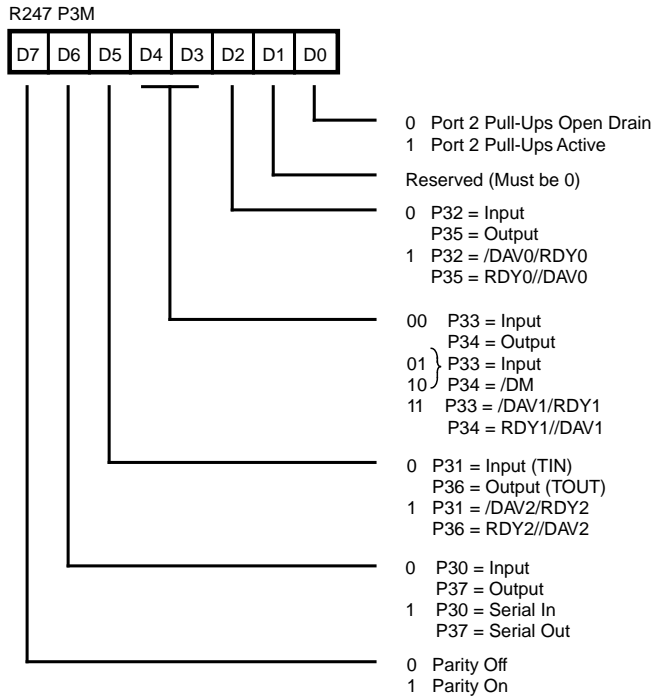 R247 P3M
D7 D6 D5 D4 D3 D2 D1 D0
0 Port 2 Pull-Ups Open Drain
1 Port 2 Pull-Ups Active
Reserved (Must be 0)
0 P32 = Input
P35 = Output
1 P32 = /DAV0/RDY0
P35 = RDY0//DAV0
00 P33 = Input
P34 = Output
01 P33 = Input
10 P34 = /DM
11 P33 = /DAV1/RDY1
P34 = RDY1//DAV1
0 P31 = Input (TIN)
P36 = Output (TOUT)
1 P31 = /DAV2/RDY2
P36 = RDY2//DAV2
0 P30 = Input
P37 = Output
1 P30 = Serial In
P37 = Serial Out
0 Parity Off
1 Parity On